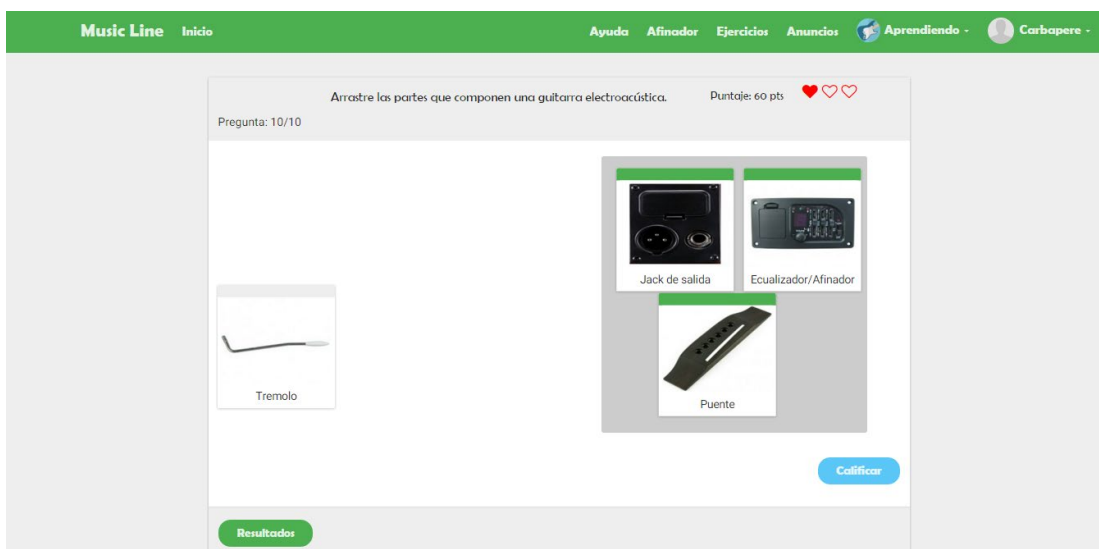 Music Line Inicio Ayuda Afinador Ejercicios Anuncios Aprendiendo Carbapere
Arrastre las partes que componen una guitarra electroacústica. Puntaje: 60 pts
Pregunta: 10/10
Jack de salida Ecualizador/Afinador
Tremolo
Puente
Calificar
Resultados